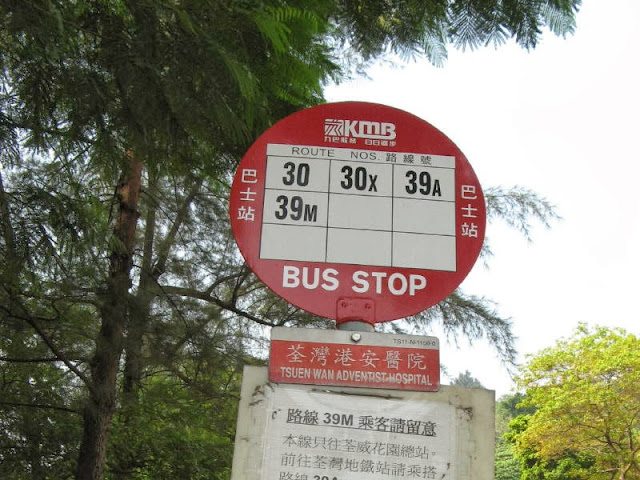 KMB
九巴服務 日日進步
ROUTE NOS. 路線號
30 30X 39A
39M
巴士站
巴士站
BUS STOP
荃灣港安醫院
TSUEN WAN ADVENTIST HOSPITAL
路線 39M 乘客請留意
本線只往荃威花園總站。
前往荃灣地鐵站請乘搭
路線 39A